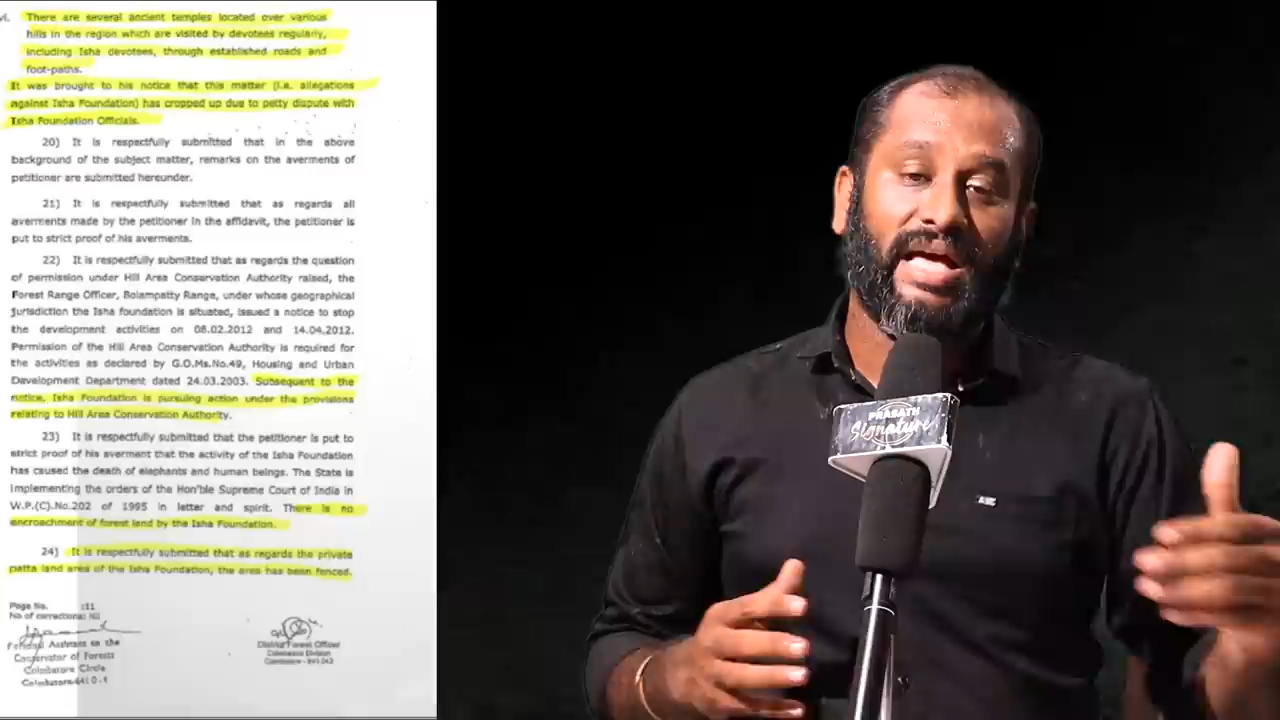 vi. There are several ancient temples located over various
hills in the region which are visited by devotees regularly,
including Isha devotees, through established roads and
foot-paths.
It was brought to his notice that this matter (i.e. allegations
against Isha Foundation) has cropped up due to petty dispute with
Isha Foundation Officials.
20) It is respectfully submitted that in the above
background of the subject matter, remarks on the averments of
petitioner are submitted hereunder.
21) It is respectfully submitted that as regards all
averments made by the petitioner in the affidavit, the petitioner is
put to strict proof of his averments.
22) It is respectfully submitted that as regards the question
of permission under Hill Area Conservation Authority raised, the
Forest Range Officer, Bolampatty Range, under whose geographical
jurisdiction the Isha foundation is situated, issued a notice to stop
the development activities on 08.02.2012 and 14.04.2012.
Permission of the Hill Area Conservation Authority is required for
the activities as declared by G.O.Ms.No.49, Housing and Urban
Development Department dated 24.03.2003. Subsequent to the
notice, Isha Foundation is pursuing action under the provisions
relating to Hill Area Conservation Authority.
23) It is respectfully submitted that the petitioner is put to
strict proof of his averment that the activity of the Isha Foundation
has caused the death of elephants and human beings. The State is
implementing the orders of the Hon'ble Supreme Court of India in
W.P.(C).No.202 of 1995 in letter and spirit. There is no
encroachment of forest land by the Isha Foundation.
24) It is respectfully submitted that as regards the private
patta land area of the Isha Foundation, the area has been fenced.
Page No. :11
No of corrections: Nil
Personal Assistant to the
Conservator of Forests
Coimbatore Circle
Coimbatore
District Forest Officer
Coimbatore Division
Coimbatore - 641 043
PRASATH
Signature